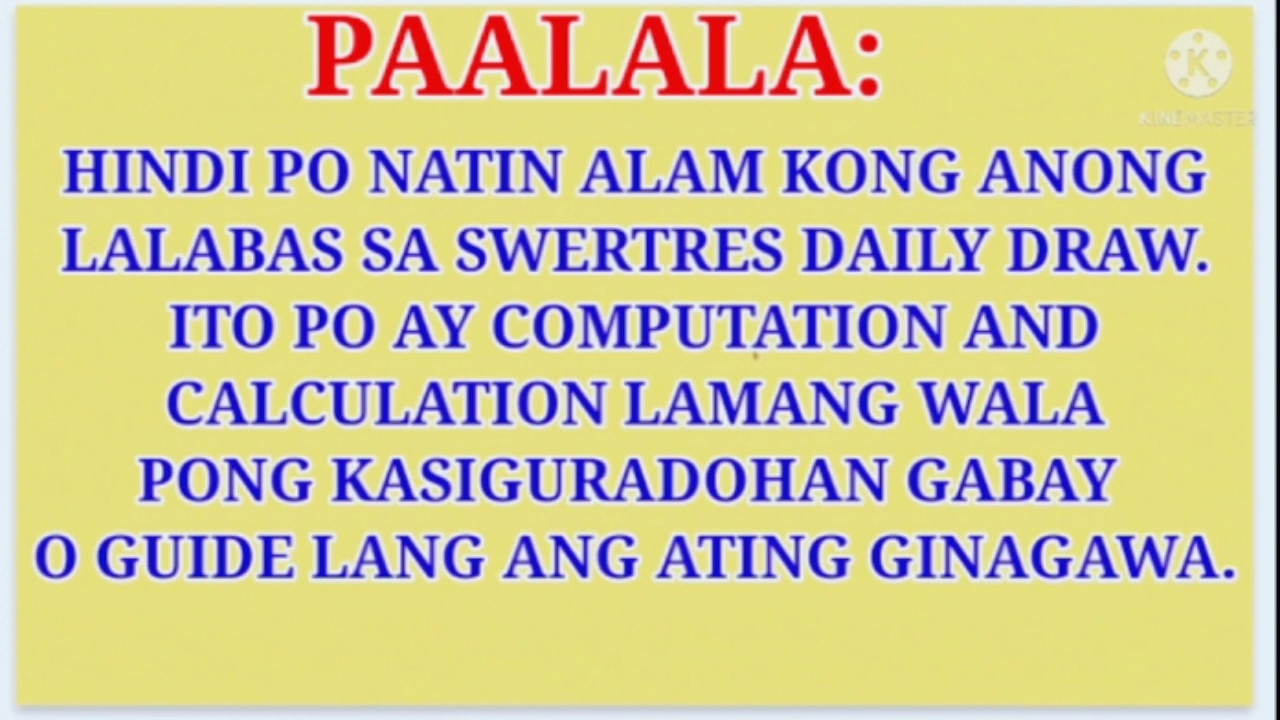 PAALALA:
HINDI PO NATIN ALAM KONG ANONG
LALABAS SA SWERTRES DAILY DRAW.
ITO PO AY COMPUTATION AND
CALCULATION LAMANG WALA
PONG KASIGURADOHAN GABAY
O GUIDE LANG ANG ATING GINAGAWA.
K
KINEMASTER